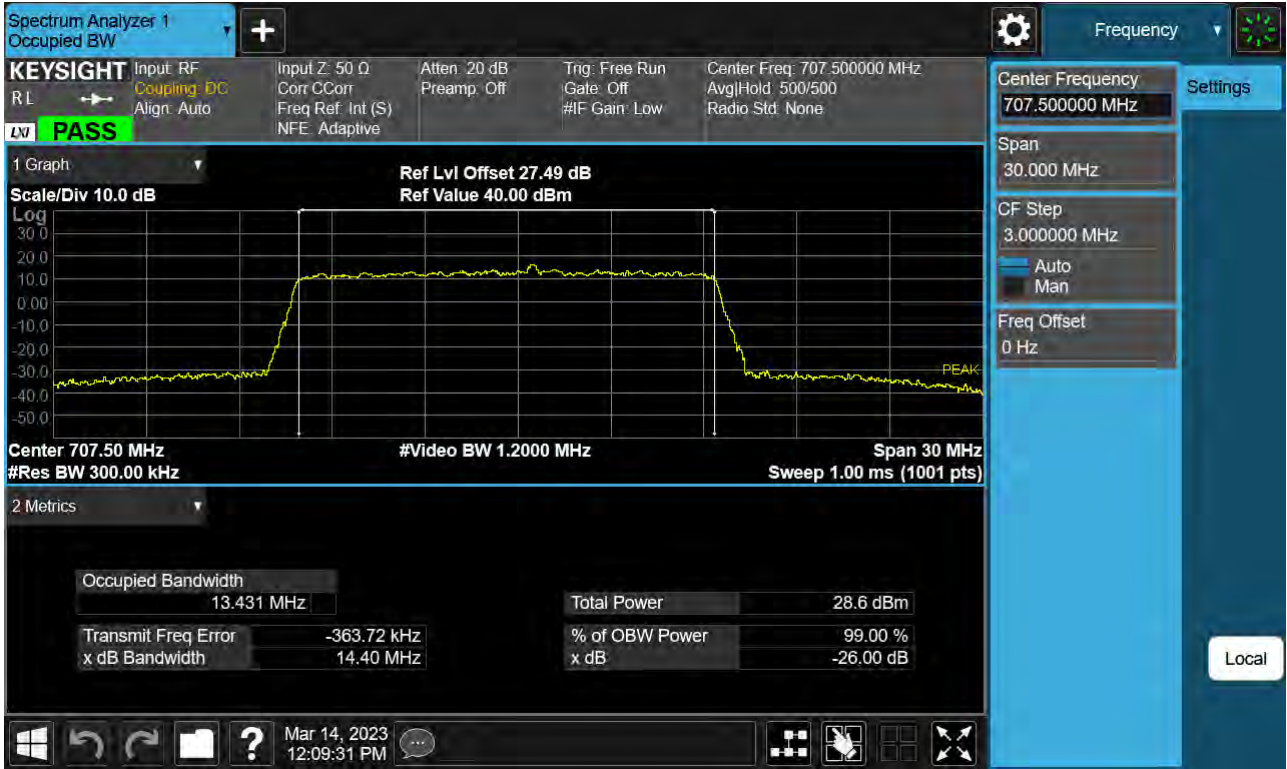 Spectrum Analyzer 1
Occupied BW
+
Frequency
KEYSIGHT
R L
LXI
PASS
Input: RF
Coupling: DC
Align: Auto
Input Z: 50 Ω
Corr CCorr
Freq Ref: Int (S)
NFE: Adaptive
Atten: 20 dB
Preamp: Off
Trig: Free Run
Gate: Off
#IF Gain: Low
Center Freq: 707.500000 MHz
Avg|Hold: 500/500
Radio Std: None
Center Frequency
707.500000 MHz
Settings
Span
30.000 MHz
CF Step
3.000000 MHz
Auto
Man
Freq Offset
0 Hz
Local
1 Graph
Ref Lvl Offset 27.49 dB
Scale/Div 10.0 dB
Ref Value 40.00 dBm
Log
30.0
20.0
10.0
0.00
-10.0
-20.0
-30.0
-40.0
-50.0
PEAK
Center 707.50 MHz
#Video BW 1.2000 MHz
Span 30 MHz
#Res BW 300.00 kHz
Sweep 1.00 ms (1001 pts)
2 Metrics
Occupied Bandwidth
13.431 MHz
Total Power 28.6 dBm
Transmit Freq Error -363.72 kHz
% of OBW Power 99.00 %
x dB Bandwidth 14.40 MHz
x dB -26.00 dB
?
Mar 14, 2023
12:09:31 PM